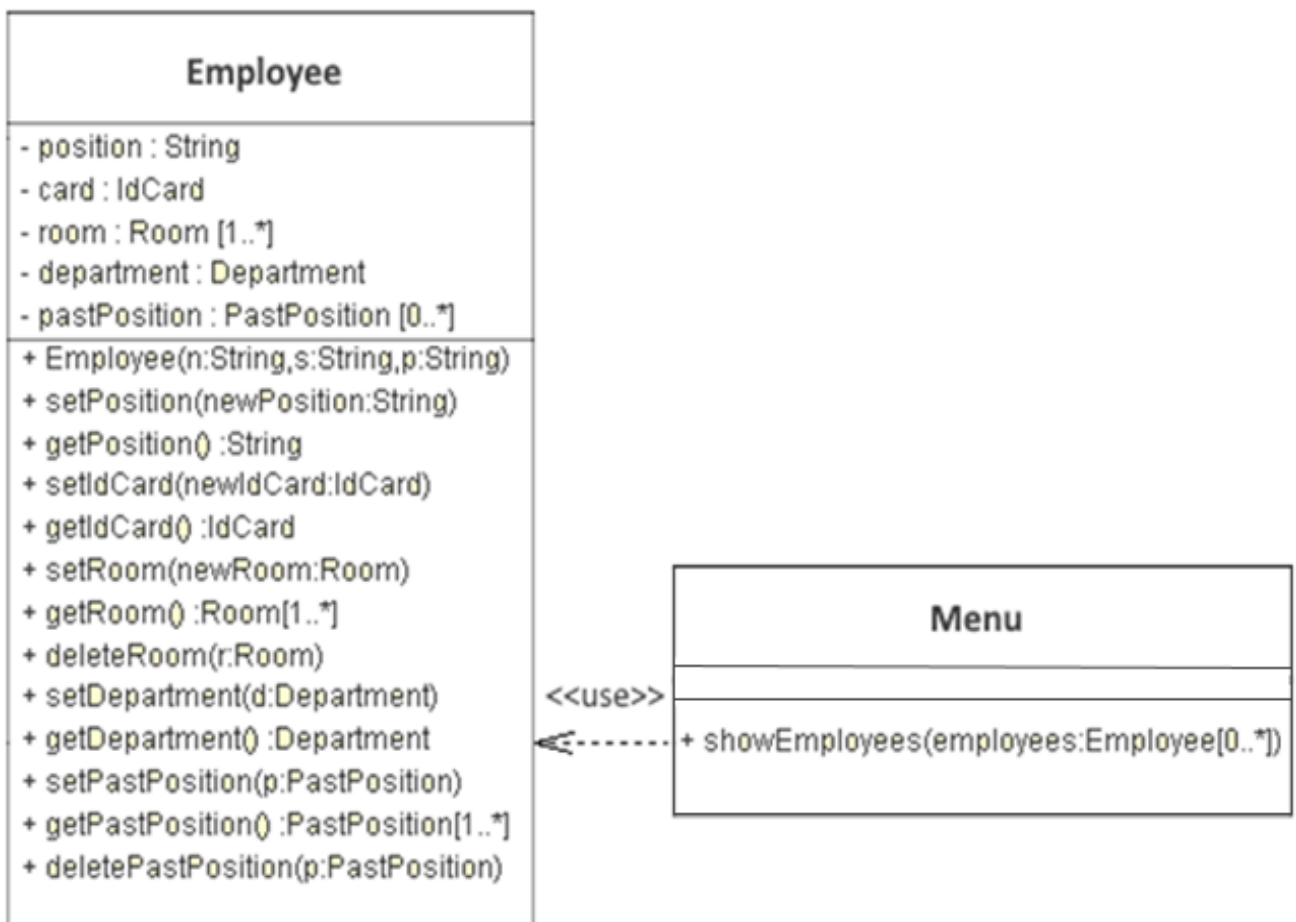 Employee
- position : String
- card : IdCard
- room : Room [1..*]
- department : Department
- pastPosition : PastPosition [0..*]
+ Employee(n:String,s:String,p:String)
+ setPosition(newPosition:String)
+ getPosition() :String
+ setIdCard(newIdCard:IdCard)
+ getIdCard() :IdCard
+ setRoom(newRoom:Room)
+ getRoom() :Room[1..*]
+ deleteRoom(r:Room)
+ setDepartment(d:Department)
+ getDepartment() :Department
+ setPastPosition(p:PastPosition)
+ getPastPosition() :PastPosition[1..*]
+ deletePastPosition(p:PastPosition)
<<use>>
Menu
+ showEmployees(employees:Employee[0..*])